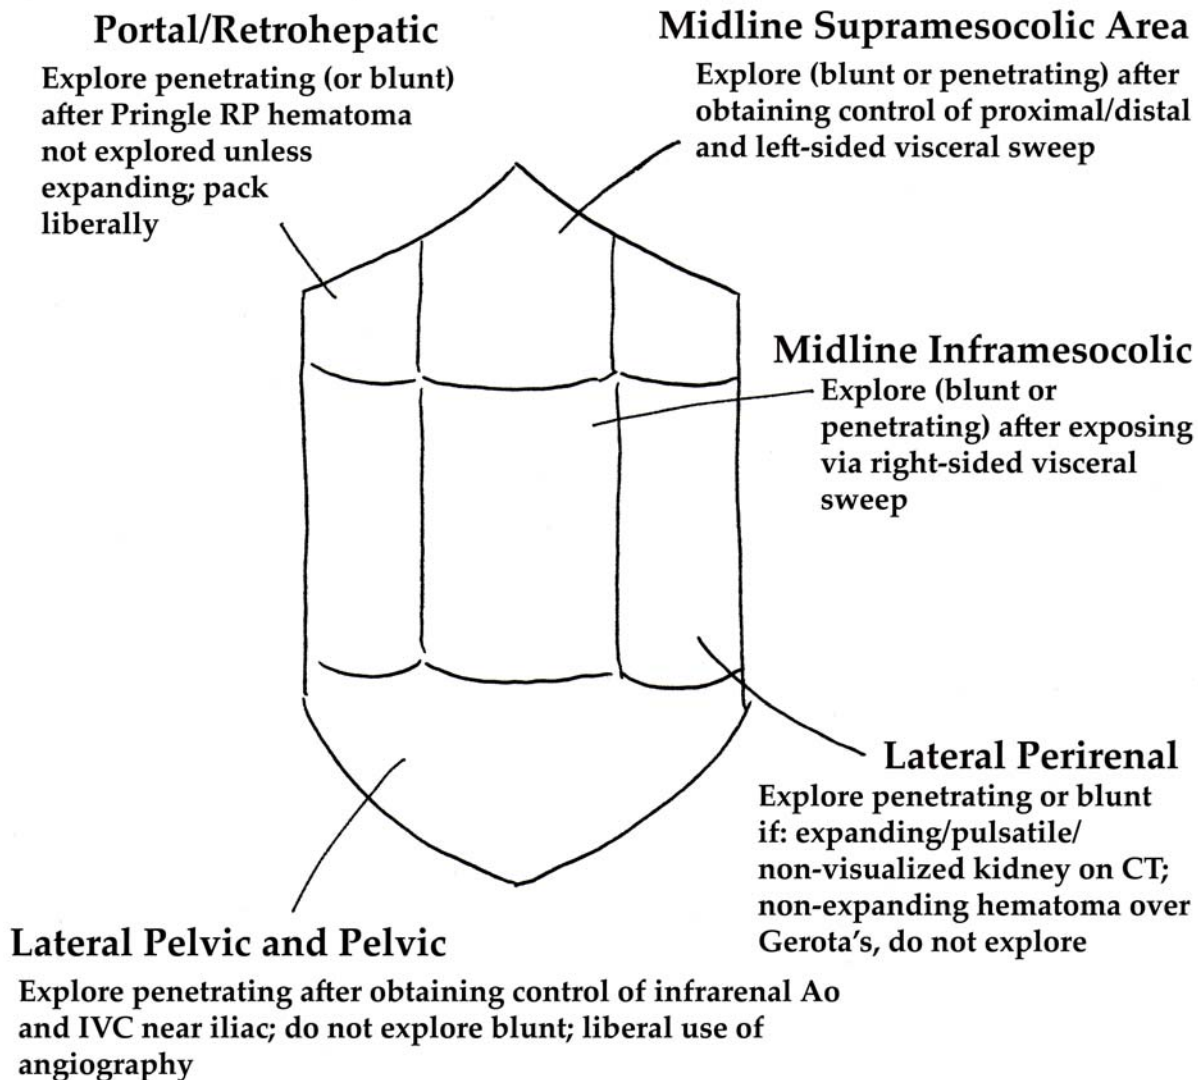 Portal/Retrohepatic
Explore penetrating (or blunt)
after Pringle RP hematoma
not explored unless
expanding; pack
liberally
Midline Supramesocolic Area
Explore (blunt or penetrating) after
obtaining control of proximal/distal
and left-sided visceral sweep
Midline Inframesocolic
Explore (blunt or
penetrating) after exposing
via right-sided visceral
sweep
Lateral Perirenal
Explore penetrating or blunt
if: expanding/pulsatile/
non-visualized kidney on CT;
non-expanding hematoma over
Gerota's, do not explore
Lateral Pelvic and Pelvic
Explore penetrating after obtaining control of infrarenal Ao
and IVC near iliac; do not explore blunt; liberal use of
angiography